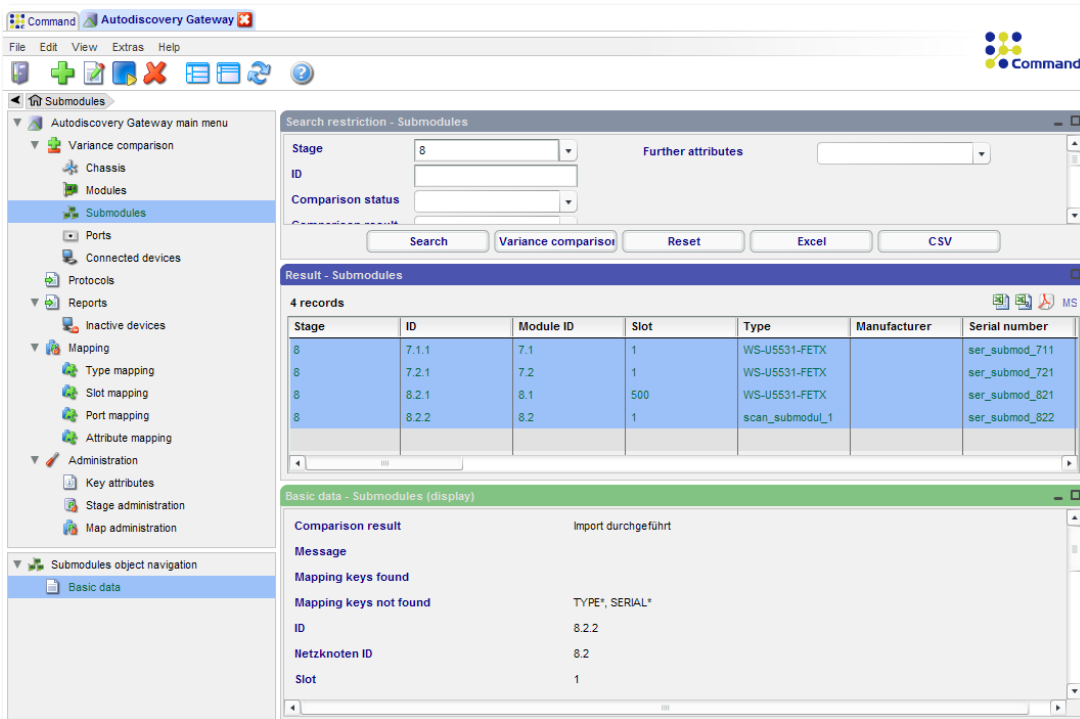 Command Autodiscovery Gateway
File Edit View Extras Help
Command
Submodules
Autodiscovery Gateway main menu
Variance comparison
Chassis
Modules
Submodules
Ports
Connected devices
Protocols
Reports
Inactive devices
Mapping
Type mapping
Slot mapping
Port mapping
Attribute mapping
Administration
Key attributes
Stage administration
Map administration
Submodules object navigation
Basic data
Search restriction - Submodules
Stage 8 Further attributes
ID
Comparison status
Search Variance comparison Reset Excel CSV
Result - Submodules
4 records MS
Stage ID Module ID Slot Type Manufacturer Serial number
8 7.1.1 7.1 1 WS-U5531-FETX ser_submod_711
8 7.2.1 7.2 1 WS-U5531-FETX ser_submod_721
8 8.2.1 8.1 500 WS-U5531-FETX ser_submod_821
8 8.2.2 8.2 1 scan_submodul_1 ser_submod_822
Basic data - Submodules (display)
Comparison result Import durchgeführt
Message
Mapping keys found
Mapping keys not found TYPE*, SERIAL*
ID 8.2.2
Netzknoten ID 8.2
Slot 1